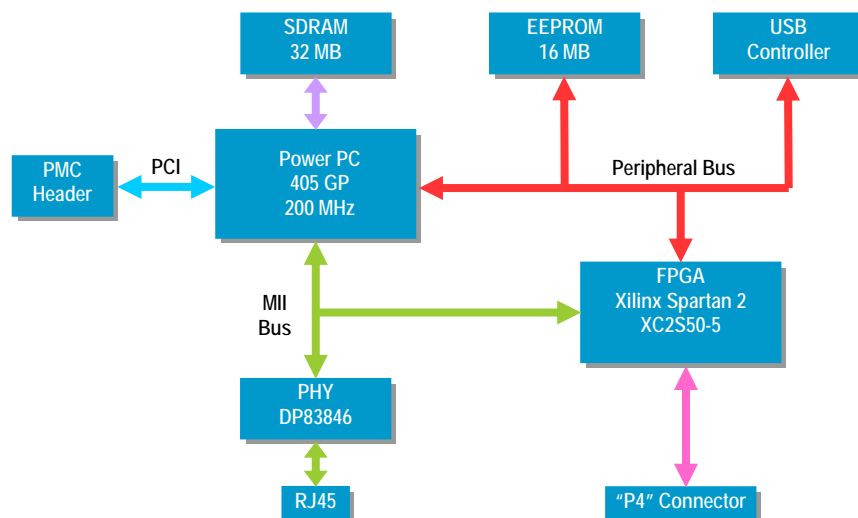 SDRAM
32 MB
EEPROM
16 MB
USB
Controller
PMC
Header
PCI
Power PC
405 GP
200 MHz
Peripheral Bus
MII
Bus
FPGA
Xilinx Spartan 2
XC2S50-5
PHY
DP83846
RJ45
“P4” Connector